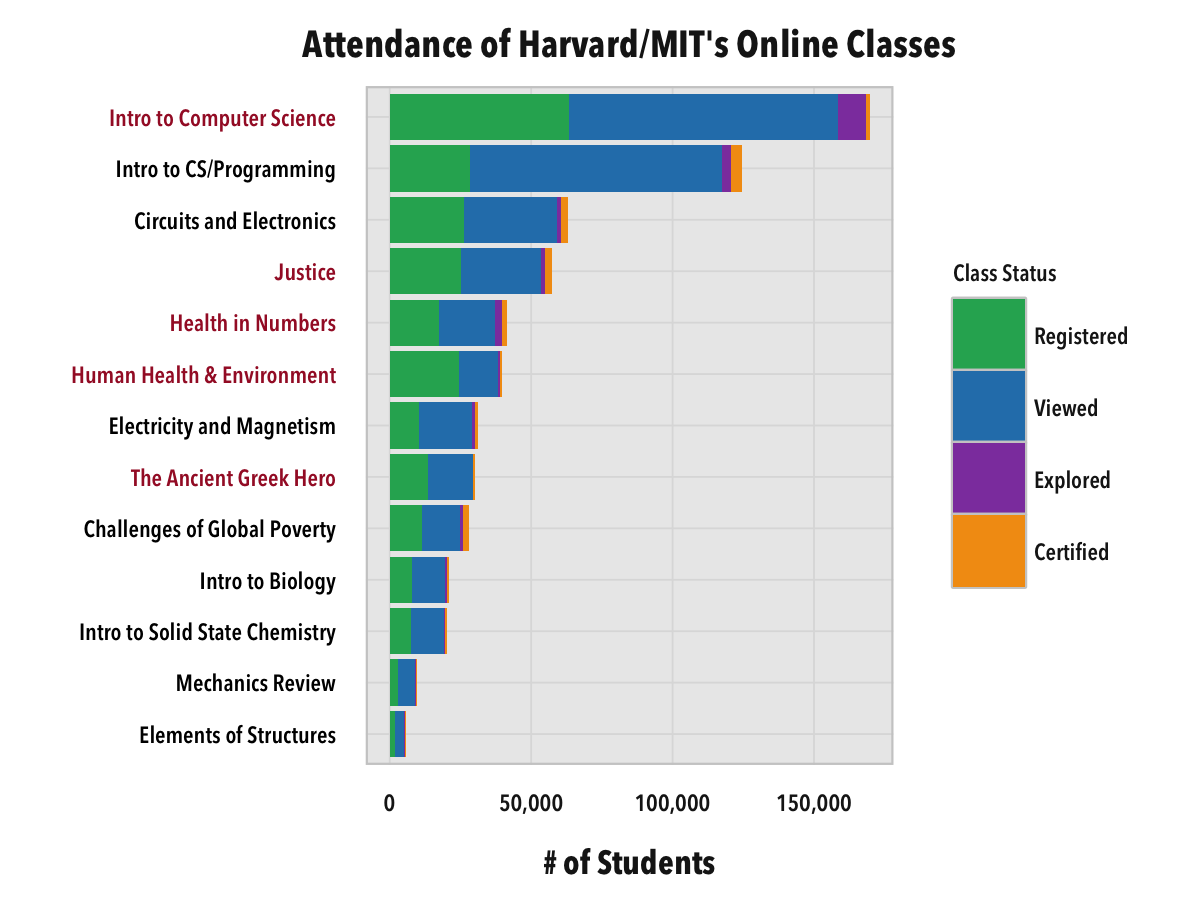 Attendance of Harvard/MIT's Online Classes
Intro to Computer Science
Intro to CS/Programming
Circuits and Electronics
Justice
Health in Numbers
Human Health & Environment
Electricity and Magnetism
The Ancient Greek Hero
Challenges of Global Poverty
Intro to Biology
Intro to Solid State Chemistry
Mechanics Review
Elements of Structures
0 50,000 100,000 150,000
# of Students
Class Status
Registered
Viewed
Explored
Certified